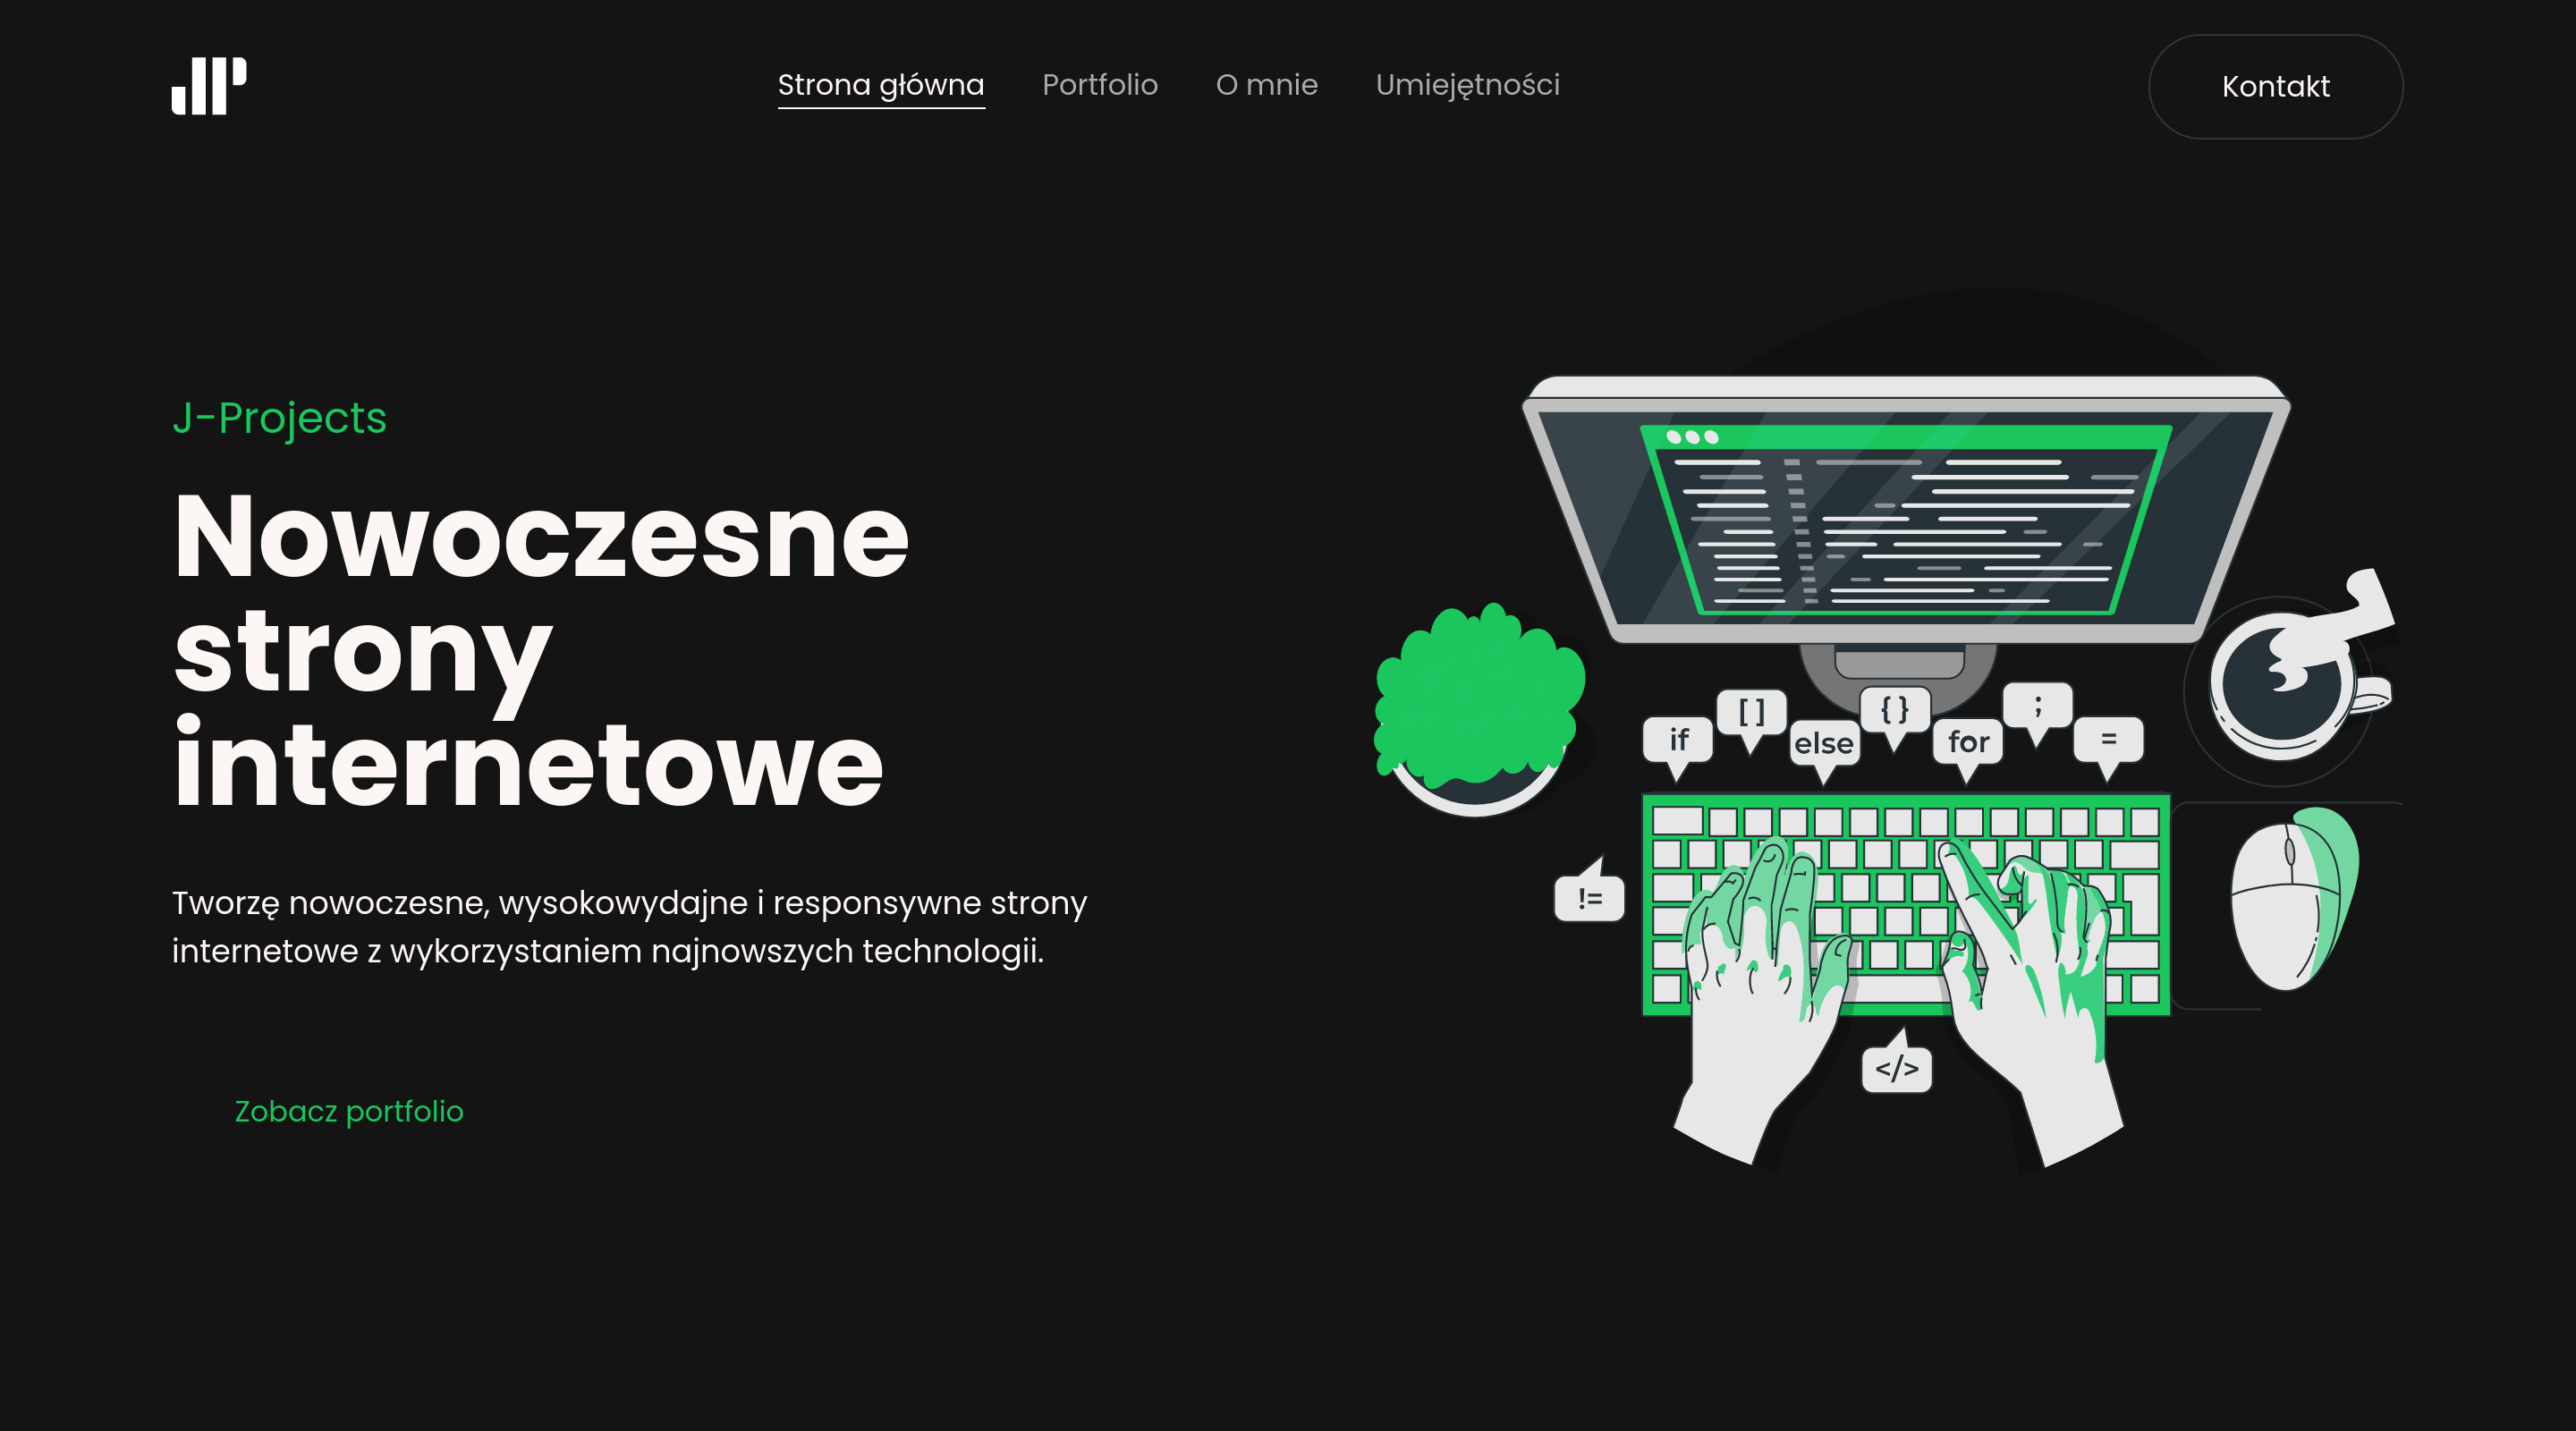 JP
Strona główna
Portfolio
O mnie
Umiejętności
Kontakt
J-Projects
Nowoczesne
strony
internetowe
Tworzę nowoczesne, wysokowydajne i responsywne strony
internetowe z wykorzystaniem najnowszych technologii.
Zobacz portfolio
if
[ ]
else
{ }
for
;
=
!=
</>